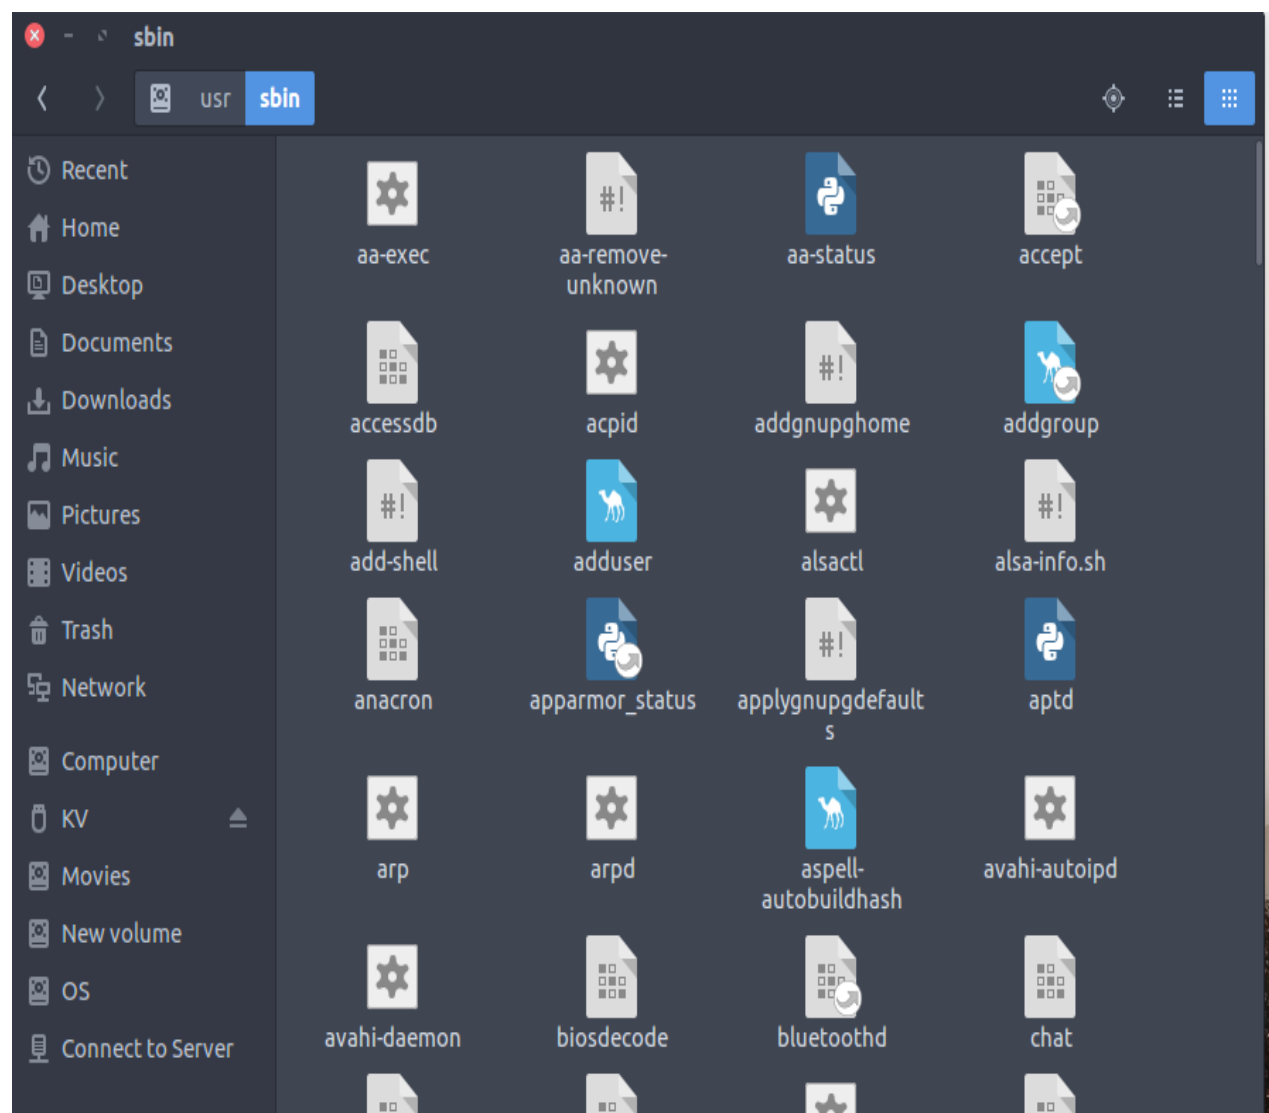 sbin
usr sbin
Recent
Home
Desktop
Documents
Downloads
Music
Pictures
Videos
Trash
Network
Computer
KV
Movies
New volume
OS
Connect to Server
aa-exec
aa-remove-
unknown
aa-status
accept
accessdb
acpid
addgnupghome
addgroup
add-shell
adduser
alsactl
alsa-info.sh
anacron
apparmor_status
applygnupgdefault
s
aptd
arp
arpd
aspell-
autobuildhash
avahi-autoipd
avahi-daemon
biosdecode
bluetoothd
chat